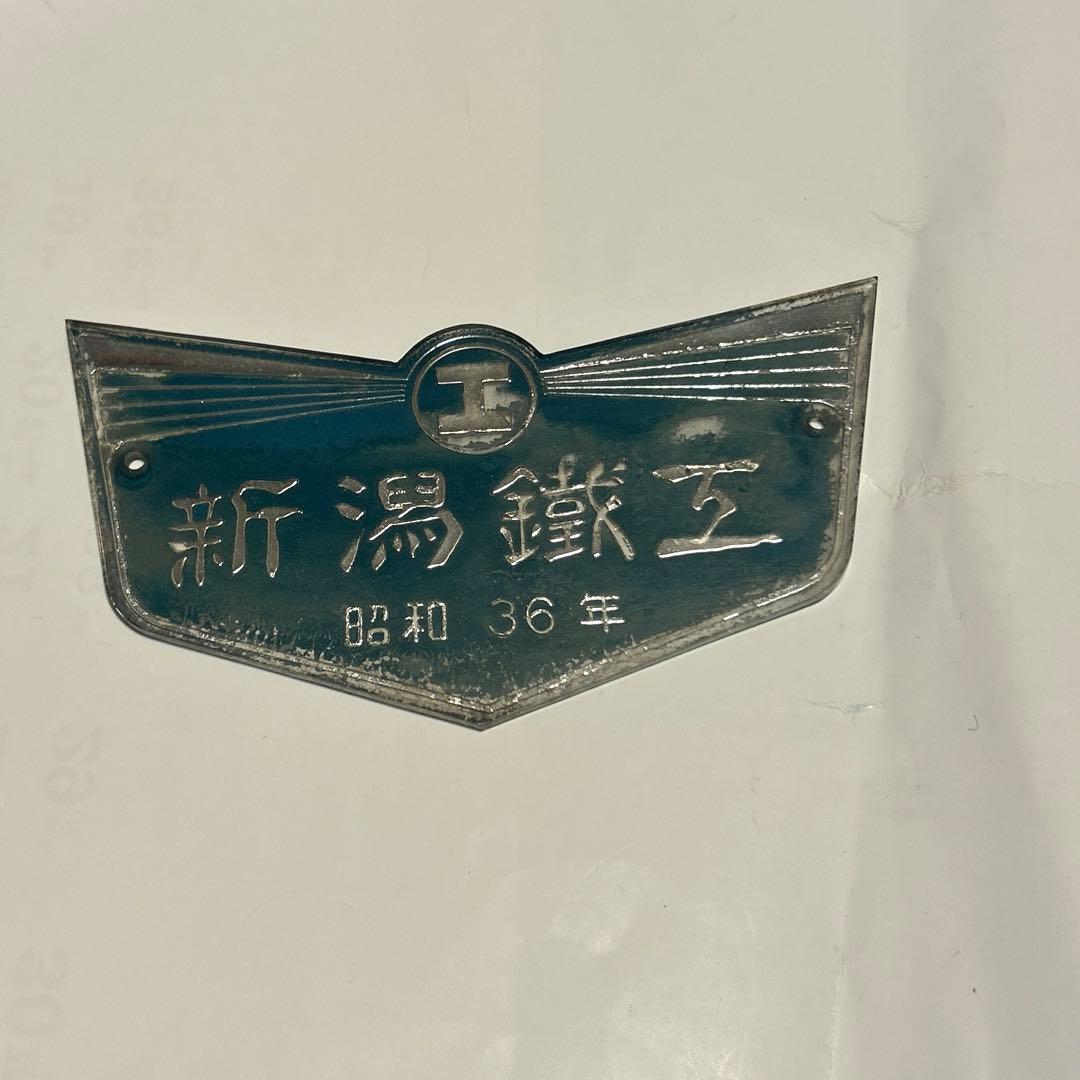 工
新潟鐵工
昭和 36 年